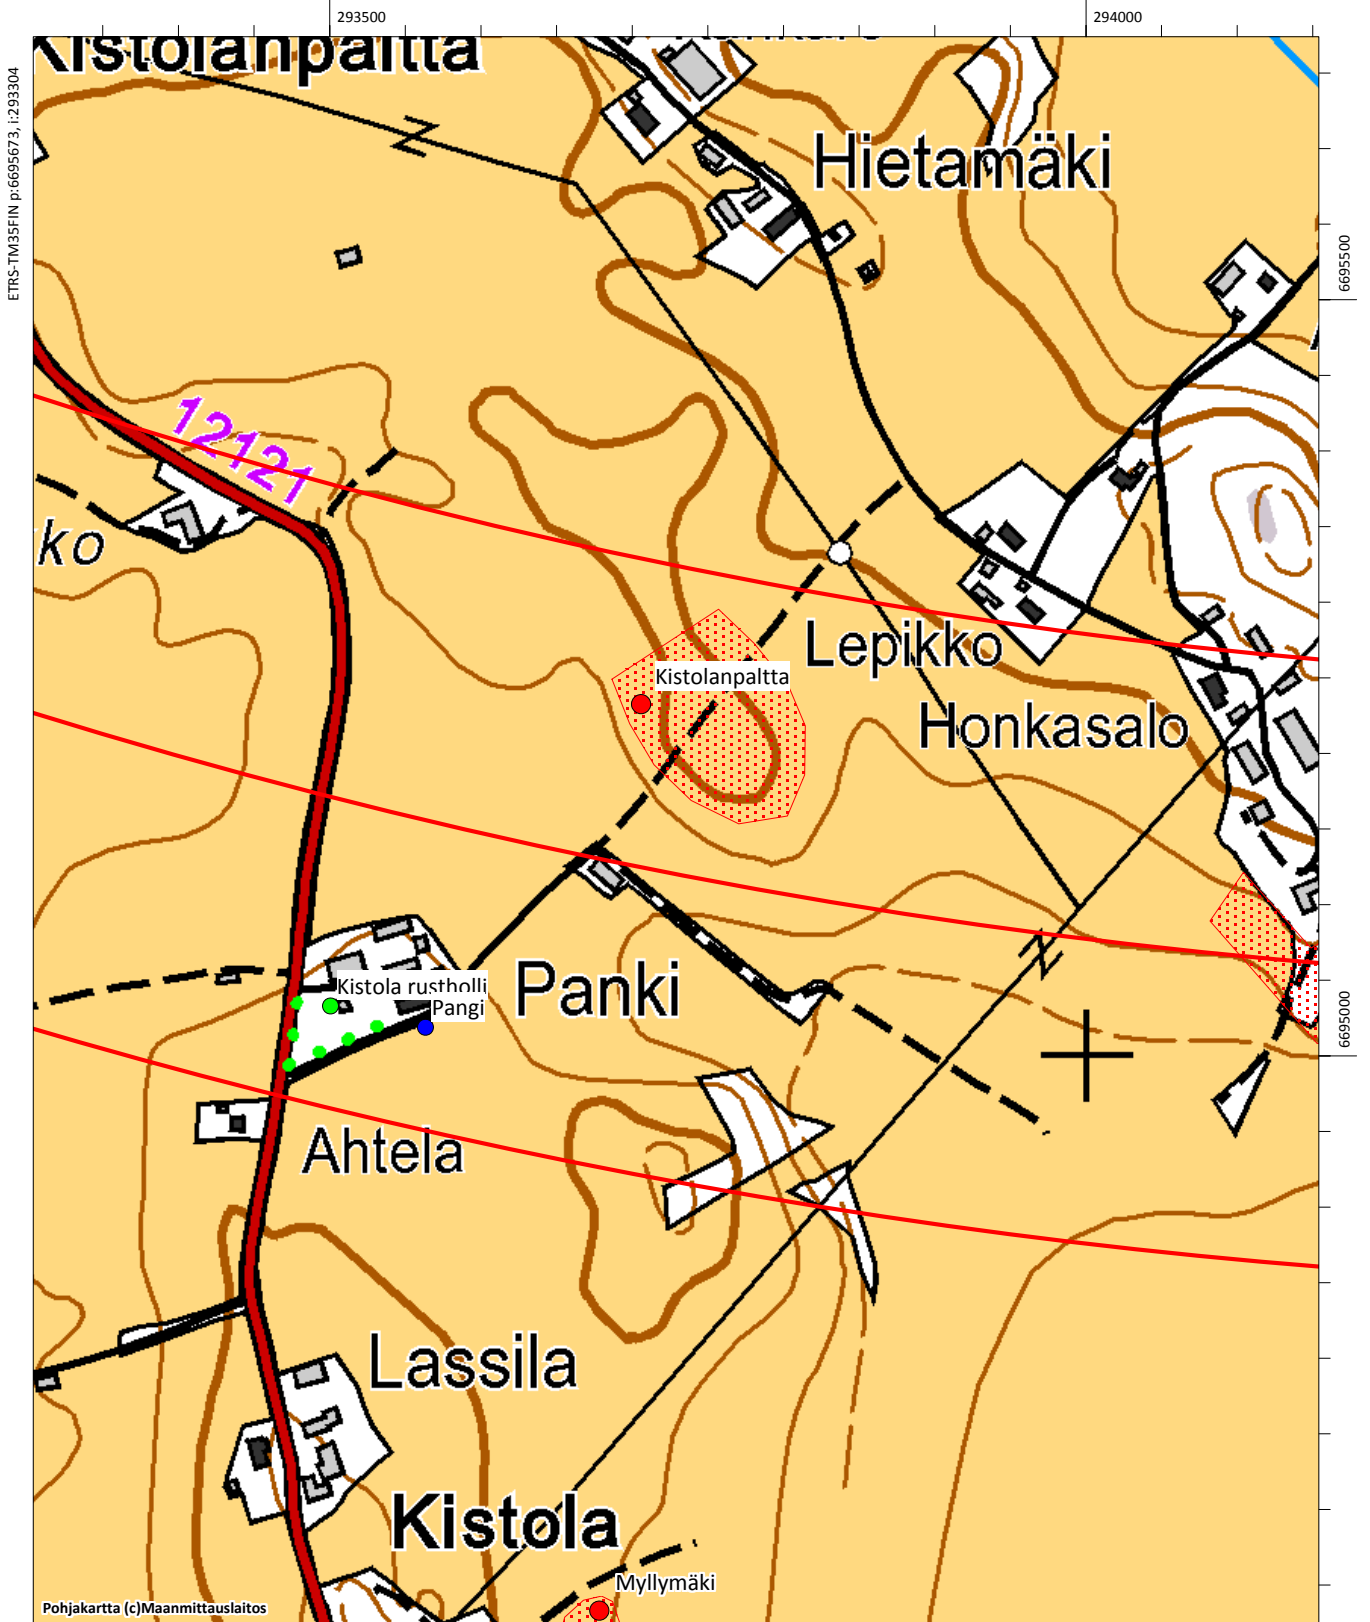 293500
294000
ETRS-TM35FIN p:6695673, i:293304
Kistolanpaltta
Hietamäki
6695500
12121
ko
Lepikko
Kistolanpaltta
Honkasalo
Panki
Kistola rustholli
Pangi
6695000
Ahtela
Lassila
Kistola
Myllymäki
Pohjakartta (c)Maanmittauslaitos